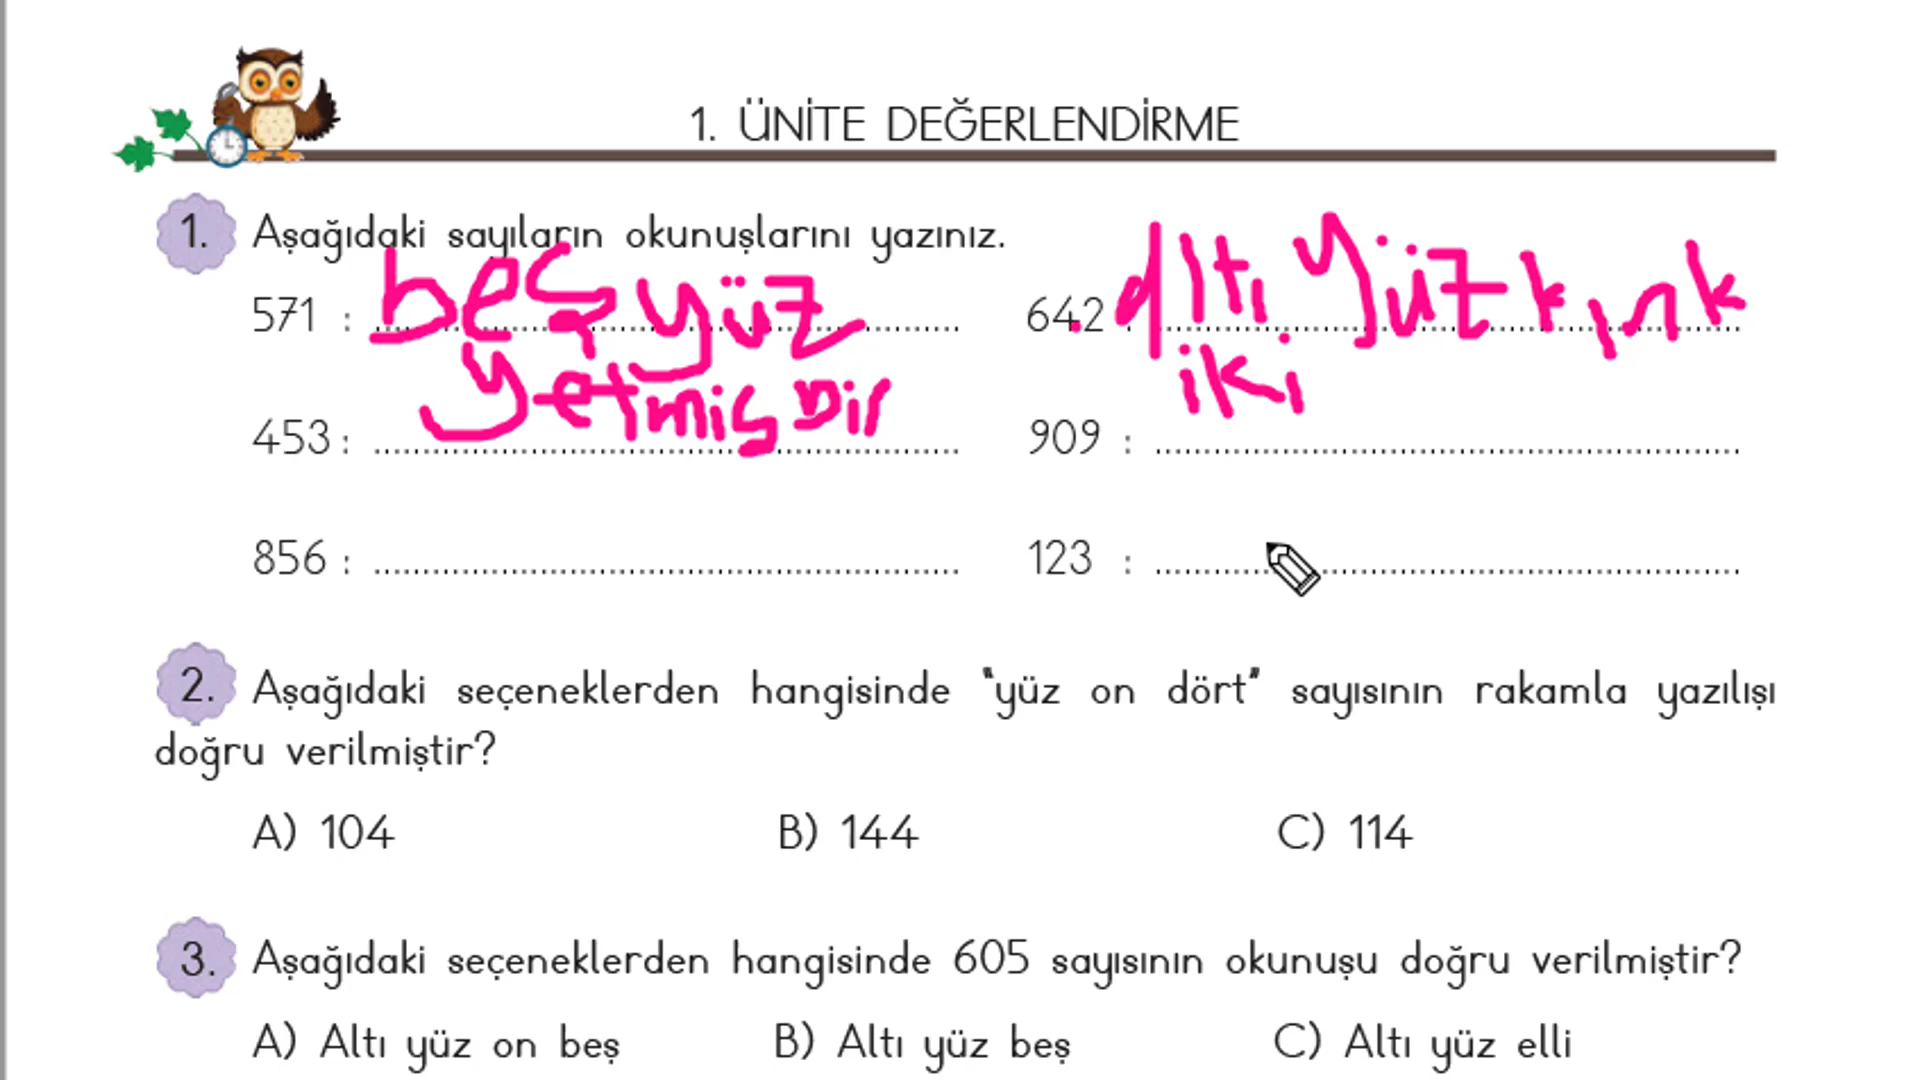 1. ÜNİTE DEĞERLENDİRME
1. Aşağıdaki sayıların okunuşlarını yazınız.
571 : beş yüz
yetmiş bir
642 : altı yüz kırk
iki
453 : 
909 : 
856 : 
123 : 
2. Aşağıdaki seçeneklerden hangisinde "yüz on dört" sayısının rakamla yazılışı
doğru verilmiştir?
A) 104 B) 144 C) 114
3. Aşağıdaki seçeneklerden hangisinde 605 sayısının okunuşu doğru verilmiştir?
A) Altı yüz on beş B) Altı yüz beş C) Altı yüz elli